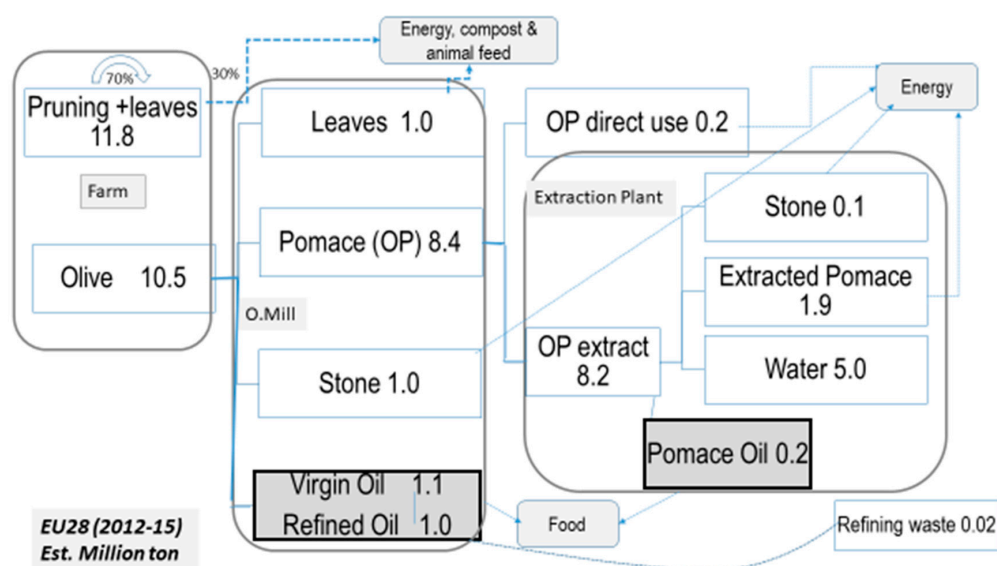 Energy, compost &
animal feed
70%
30%
Pruning +leaves
11.8
Farm
Olive 10.5
Leaves 1.0
Pomace (OP) 8.4
O.Mill
Stone 1.0
Virgin Oil 1.1
Refined Oil 1.0
OP direct use 0.2
Energy
Extraction Plant
Stone 0.1
Extracted Pomace
1.9
OP extract
8.2
Water 5.0
Pomace Oil 0.2
Food
Refining waste 0.02
EU28 (2012-15)
Est. Million ton